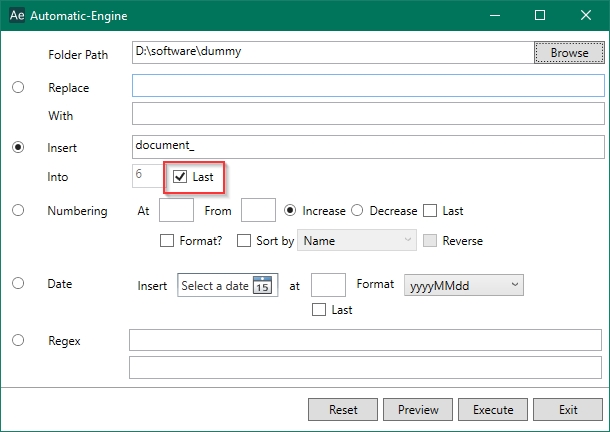 Ae Automatic-Engine
Folder Path D:\software\dummy Browse
Replace
With
Insert document_
Into 6 Last
Numbering At From Increase Decrease Last
Format? Sort by Name Reverse
Date Insert Select a date 15 at Format yyyyMMdd
Last
Regex
Reset Preview Execute Exit